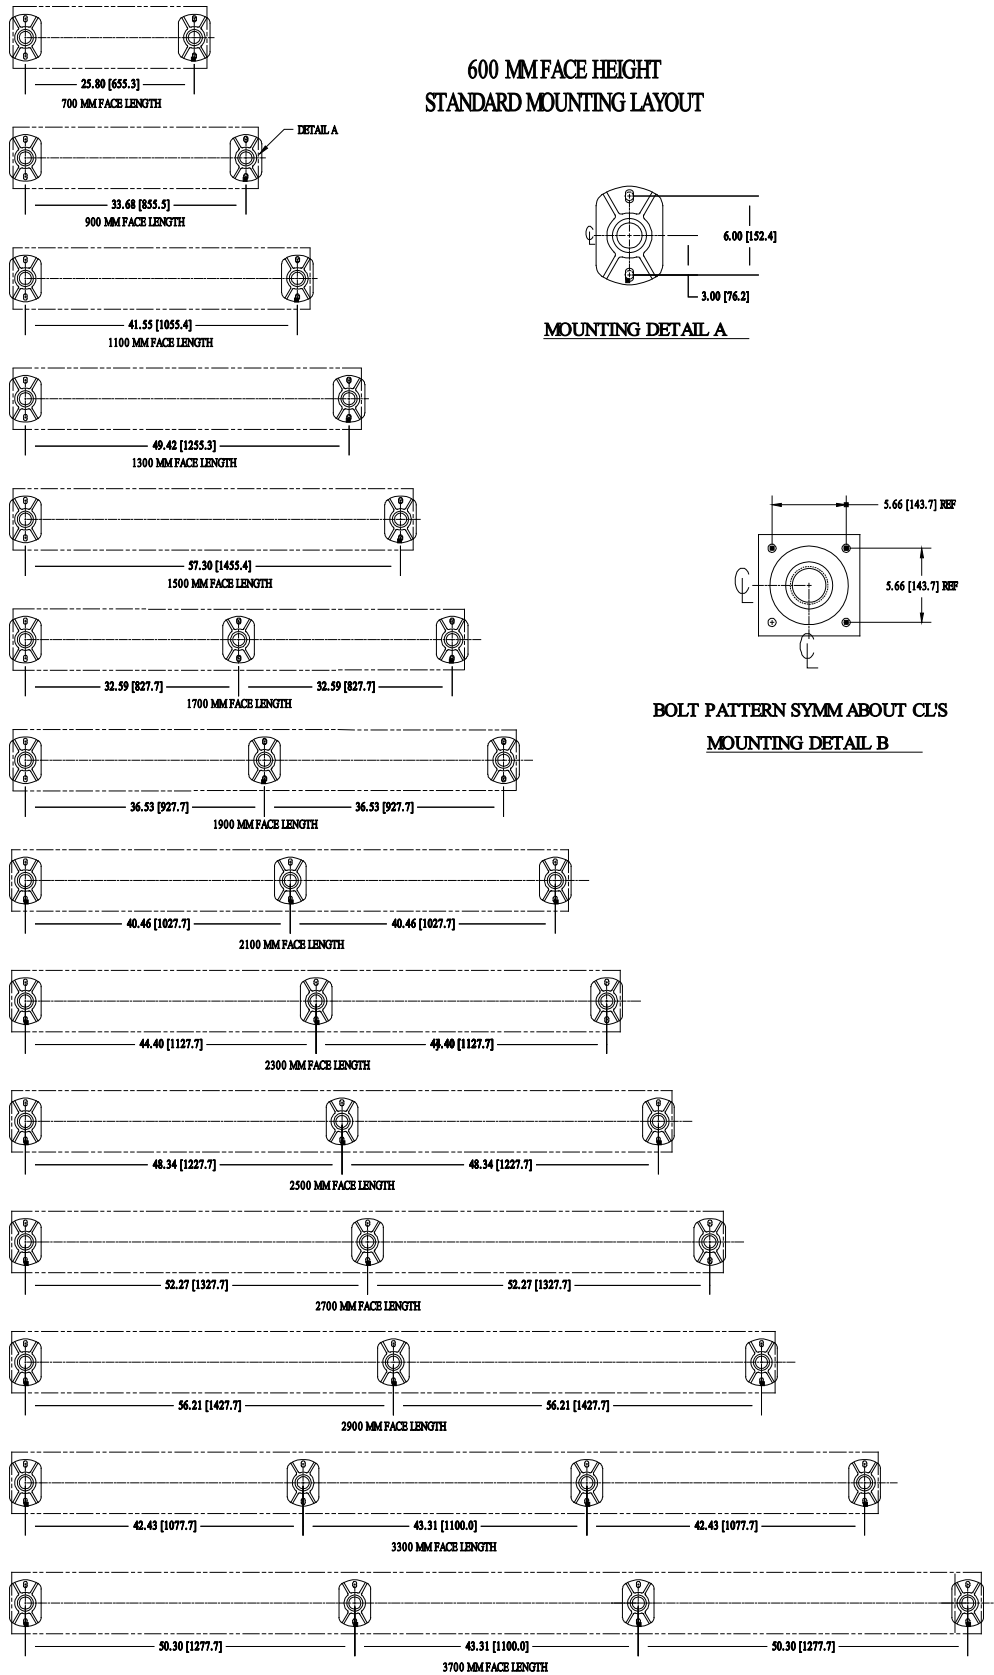 600 MM FACE HEIGHT
STANDARD MOUNTING LAYOUT
25.80 [655.3]
700 MM FACE LENGTH
DETAIL A
33.68 [855.5]
900 MM FACE LENGTH
6.00 [152.4]
3.00 [76.2]
MOUNTING DETAIL A
41.55 [1055.4]
1100 MM FACE LENGTH
49.42 [1255.3]
1300 MM FACE LENGTH
57.30 [1455.4]
1500 MM FACE LENGTH
5.66 [143.7] REF
5.66 [143.7] REF
CL
CL
BOLT PATTERN SYMM ABOUT CL'S
MOUNTING DETAIL B
32.59 [827.7] 32.59 [827.7]
1700 MM FACE LENGTH
36.53 [927.7] 36.53 [927.7]
1900 MM FACE LENGTH
40.46 [1027.7] 40.46 [1027.7]
2100 MM FACE LENGTH
44.40 [1127.7] 44.40 [1127.7]
2300 MM FACE LENGTH
48.34 [1227.7] 48.34 [1227.7]
2500 MM FACE LENGTH
52.27 [1327.7] 52.27 [1327.7]
2700 MM FACE LENGTH
56.21 [1427.7] 56.21 [1427.7]
2900 MM FACE LENGTH
42.43 [1077.7] 43.31 [1100.0] 42.43 [1077.7]
3300 MM FACE LENGTH
50.30 [1277.7] 43.31 [1100.0] 50.30 [1277.7]
3700 MM FACE LENGTH